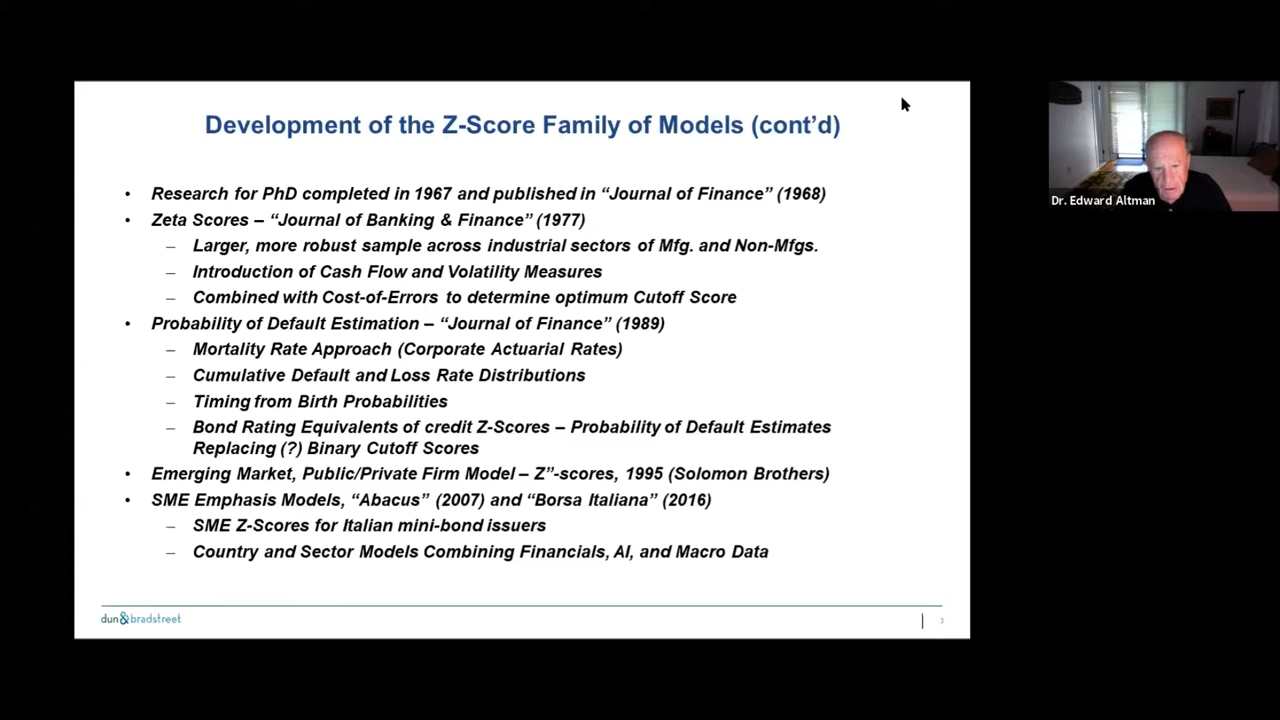 Development of the Z-Score Family of Models (cont’d)
• Research for PhD completed in 1967 and published in “Journal of Finance” (1968)
• Zeta Scores – “Journal of Banking & Finance” (1977)
– Larger, more robust sample across industrial sectors of Mfg. and Non-Mfgs.
– Introduction of Cash Flow and Volatility Measures
– Combined with Cost-of-Errors to determine optimum Cutoff Score
• Probability of Default Estimation – “Journal of Finance” (1989)
– Mortality Rate Approach (Corporate Actuarial Rates)
– Cumulative Default and Loss Rate Distributions
– Timing from Birth Probabilities
– Bond Rating Equivalents of credit Z-Scores – Probability of Default Estimates
Replacing (?) Binary Cutoff Scores
• Emerging Market, Public/Private Firm Model – Z”-scores, 1995 (Solomon Brothers)
• SME Emphasis Models, “Abacus” (2007) and “Borsa Italiana” (2016)
– SME Z-Scores for Italian mini-bond issuers
– Country and Sector Models Combining Financials, AI, and Macro Data
dun&bradstreet
3
Dr. Edward Altman